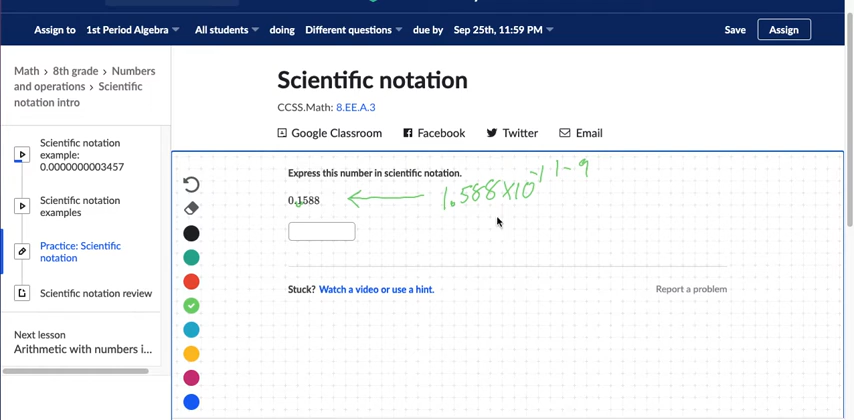 Assign to 1st Period Algebra All students doing Different questions due by Sep 25th, 11:59 PM Save Assign
Math > 8th grade > Numbers
and operations > Scientific
notation intro
Scientific notation
example:
0.0000000003457
Scientific notation
examples
Practice: Scientific
notation
Scientific notation review
Next lesson
Arithmetic with numbers i...
Scientific notation
CCSS.Math: 8.EE.A.3
Google Classroom Facebook Twitter Email
Express this number in scientific notation.
0.1588 ← 1.588×10⁻¹ 1-9
Stuck? Watch a video or use a hint. Report a problem